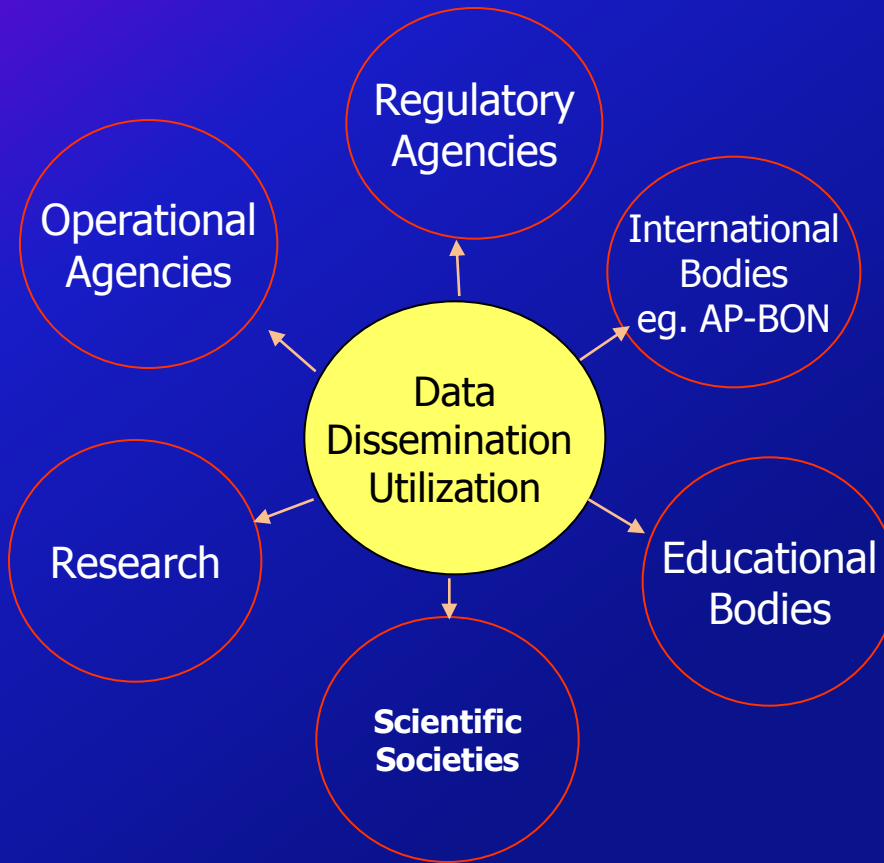 Regulatory
Agencies
Operational
Agencies
International
Bodies
eg. AP-BON
Data
Dissemination
Utilization
Research
Educational
Bodies
Scientific
Societies